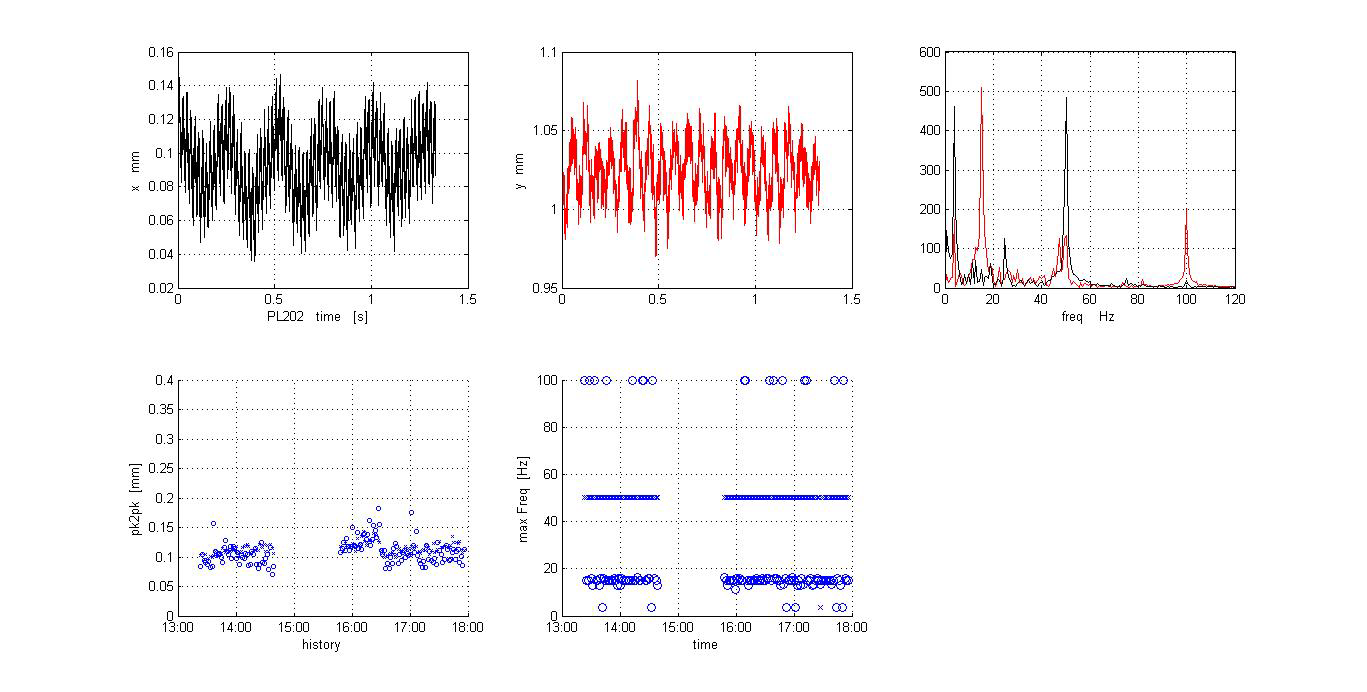 0.16
0.14
0.12
0.1
0.08
0.06
0.04
0.02
x mm
0 0.5 1 1.5
PL202 time [s]
1.1
1.05
1
0.95
y mm
0 0.5 1 1.5
600
500
400
300
200
100
0
0 20 40 60 80 100 120
freq Hz
0.4
0.35
0.3
0.25
0.2
0.15
0.1
0.05
0
pk2pk [mm]
13:00 14:00 15:00 16:00 17:00 18:00
history
100
80
60
40
20
0
max Freq [Hz]
13:00 14:00 15:00 16:00 17:00 18:00
time